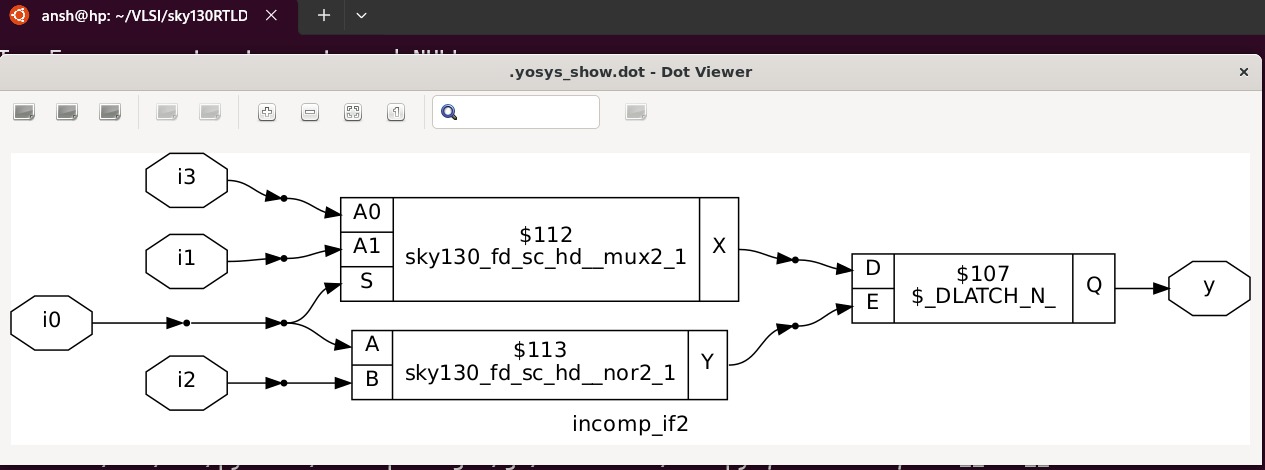 ansh@hp: ~/VLSI/sky130RTLD
.yosys_show.dot - Dot Viewer
i3
i1
i0
i2
A0
A1
S
$112
sky130_fd_sc_hd__mux2_1
X
A
B
$113
sky130_fd_sc_hd__nor2_1
Y
D
E
$107
$_DLATCH_N_
Q
y
incomp_if2